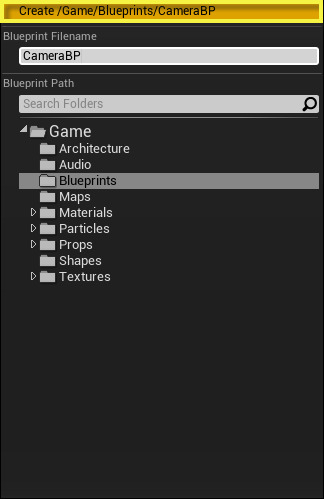 Create /Game/Blueprints/CameraBP
Blueprint Filename
CameraBP
Blueprint Path
Search Folders
Game
Architecture
Audio
Blueprints
Maps
Materials
Particles
Props
Shapes
Textures